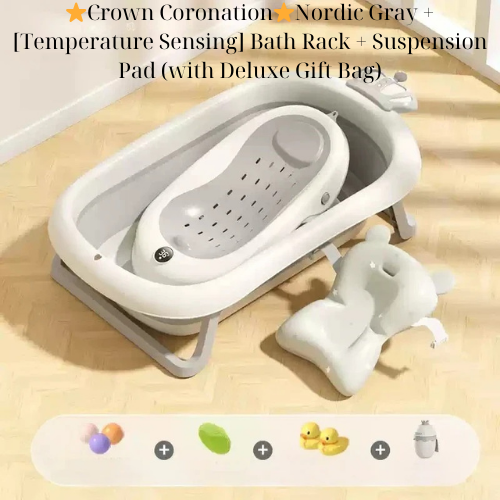 ⭐Crown Coronation⭐Nordic Gray +
[Temperature Sensing] Bath Rack + Suspension
Pad (with Deluxe Gift Bag)